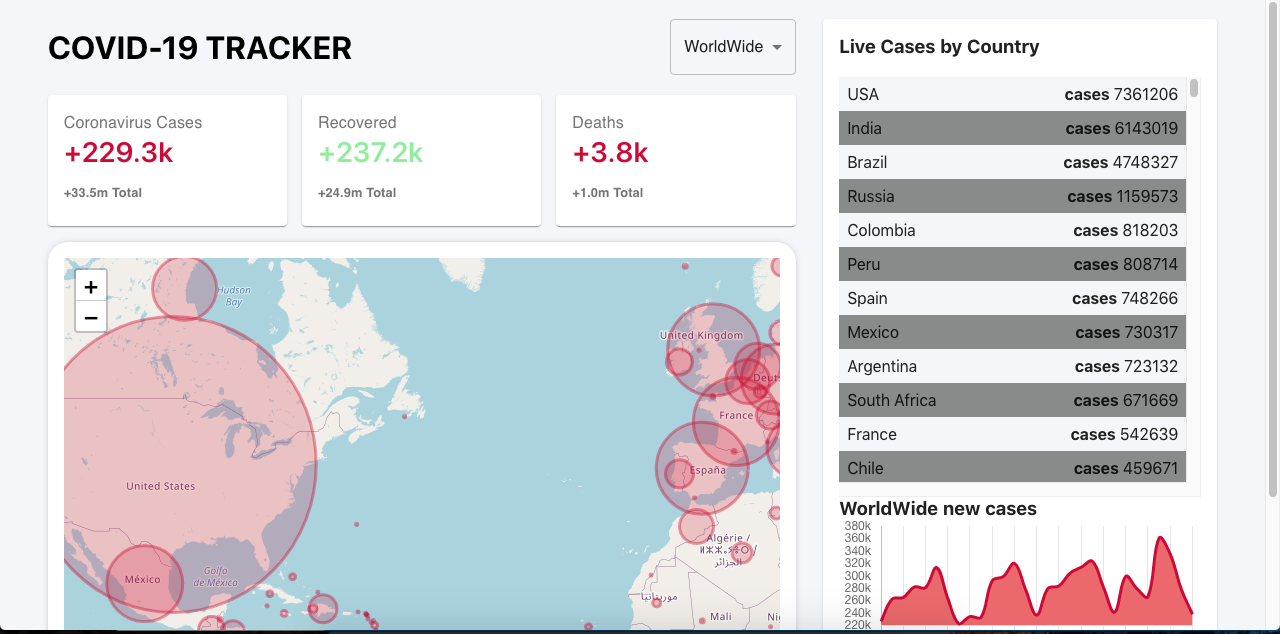 COVID-19 TRACKER
WorldWide
Coronavirus Cases
+229.3k
+33.5m Total
Recovered
+237.2k
+24.9m Total
Deaths
+3.8k
+1.0m Total
+
−
Hudson
Bay
United States
México
Golfo
de México
United Kingdom
Deuts
France
España
Algérie /
ⵍⵣⵣⴰⵢⴻⵔ /
الجزائر
موريتانيا
Mali
Ni
Live Cases by Country
USA cases 7361206
India cases 6143019
Brazil cases 4748327
Russia cases 1159573
Colombia cases 818203
Peru cases 808714
Spain cases 748266
Mexico cases 730317
Argentina cases 723132
South Africa cases 671669
France cases 542639
Chile cases 459671
WorldWide new cases
380k
360k
340k
320k
300k
280k
260k
240k
220k